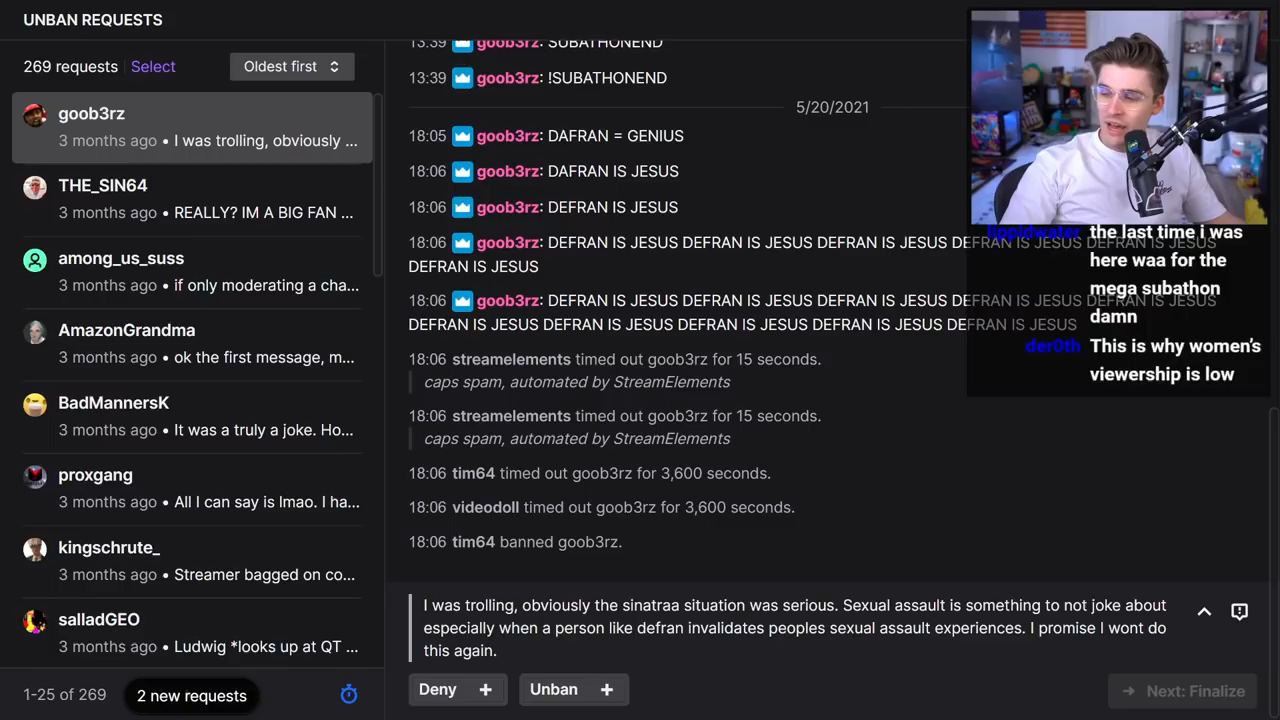 UNBAN REQUESTS
269 requests Select
Oldest first
goob3rz
3 months ago • I was trolling, obviously ...
THE_SIN64
3 months ago • REALLY? IM A BIG FAN ...
among_us_suss
3 months ago • if only moderating a cha...
AmazonGrandma
3 months ago • ok the first message, m...
BadMannersK
3 months ago • It was a truly a joke. Ho...
proxgang
3 months ago • All I can say is lmao. I ha...
kingschrute_
3 months ago • Streamer bagged on co...
salladGEO
3 months ago • Ludwig *looks up at QT ...
1-25 of 269
2 new requests
13:39 goob3rz: SUBATHONEND
13:39 goob3rz: !SUBATHONEND
5/20/2021
18:05 goob3rz: DAFRAN = GENIUS
18:06 goob3rz: DAFRAN IS JESUS
18:06 goob3rz: DEFRAN IS JESUS
18:06 goob3rz: DEFRAN IS JESUS DEFRAN IS JESUS DEFRAN IS JESUS DEFRAN IS JESUS DEFRAN IS JESUS
DEFRAN IS JESUS
18:06 goob3rz: DEFRAN IS JESUS DEFRAN IS JESUS DEFRAN IS JESUS DEFRAN IS JESUS DEFRAN IS JESUS
DEFRAN IS JESUS DEFRAN IS JESUS DEFRAN IS JESUS DEFRAN IS JESUS DEFRAN IS JESUS
18:06 streamelements timed out goob3rz for 15 seconds.
caps spam, automated by StreamElements
18:06 streamelements timed out goob3rz for 15 seconds.
caps spam, automated by StreamElements
18:06 tim64 timed out goob3rz for 3,600 seconds.
18:06 videodoll timed out goob3rz for 3,600 seconds.
18:06 tim64 banned goob3rz.
I was trolling, obviously the sinatraa situation was serious. Sexual assault is something to not joke about
especially when a person like defran invalidates peoples sexual assault experiences. I promise I wont do
this again.
Deny +
Unban +
Next: Finalize
lippldwater the last time i was
here waa for the
mega subathon
damn
der0th This is why women's
viewership is low